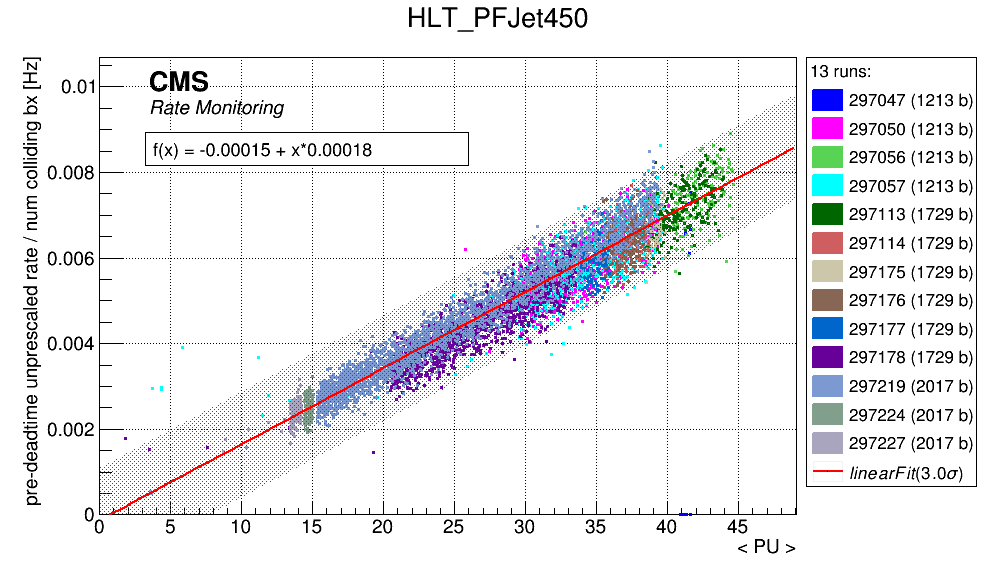 HLT_PFJet450
pre-deadtime unprescaled rate / num colliding bx [Hz]
CMS
Rate Monitoring
f(x) = -0.00015 + x*0.00018
0.01
0.008
0.006
0.004
0.002
0
0 5 10 15 20 25 30 35 40 45
< PU >
13 runs:
297047 (1213 b)
297050 (1213 b)
297056 (1213 b)
297057 (1213 b)
297113 (1729 b)
297114 (1729 b)
297175 (1729 b)
297176 (1729 b)
297177 (1729 b)
297178 (1729 b)
297219 (2017 b)
297224 (2017 b)
297227 (2017 b)
linearFit(3.0σ)